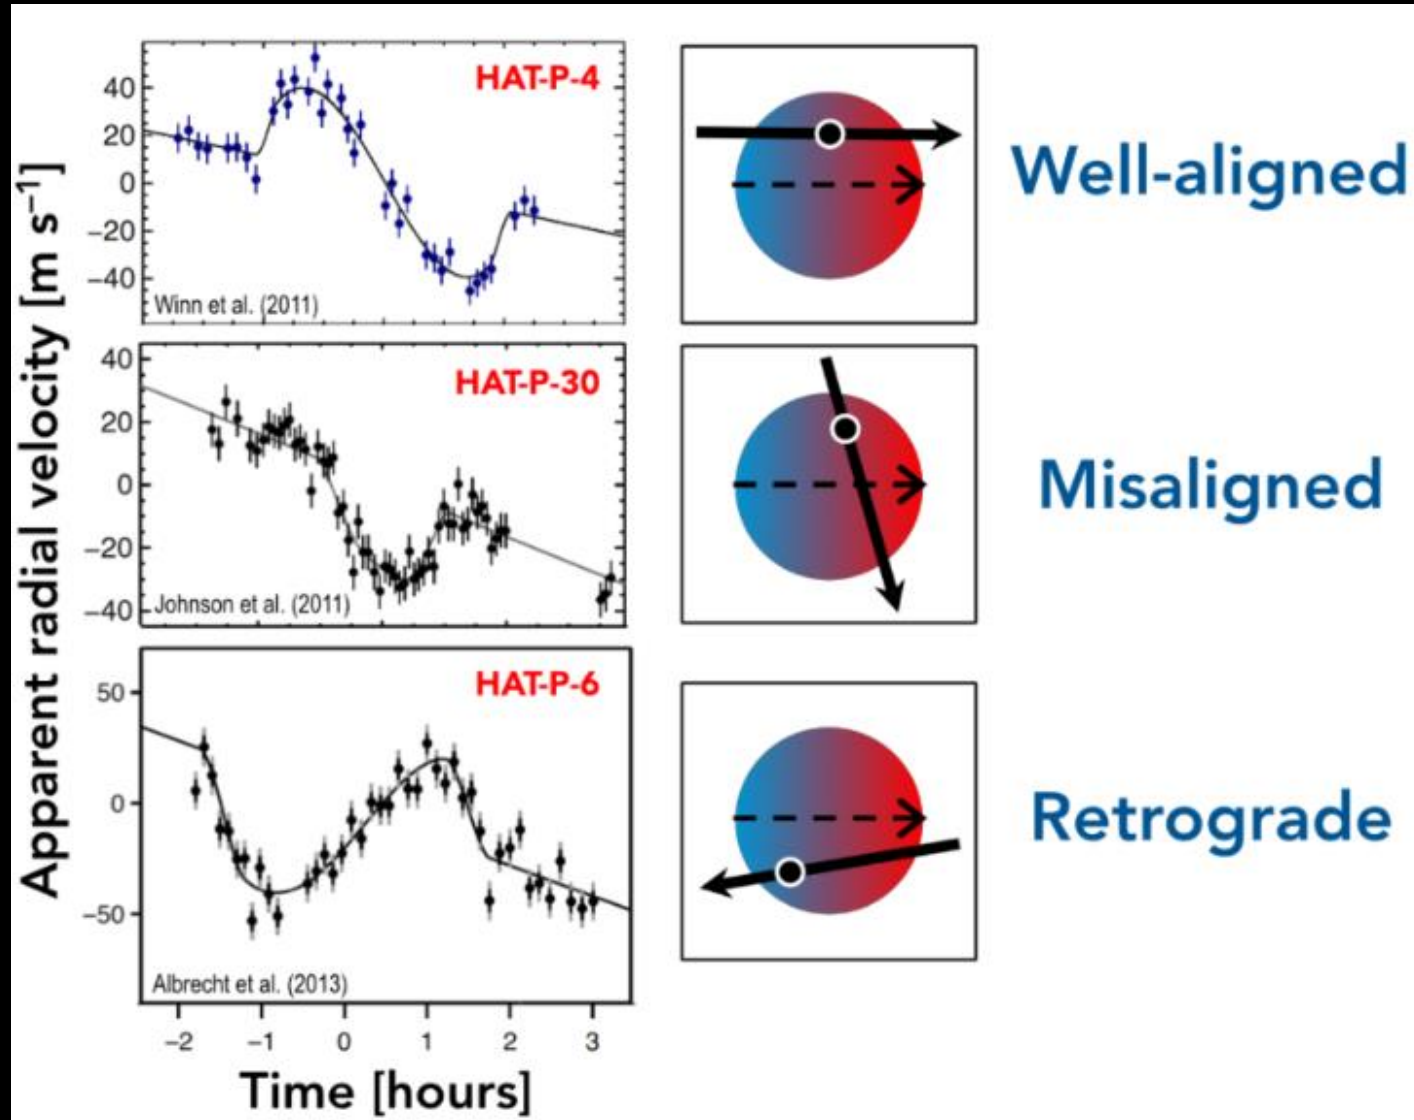 Apparent radial velocity [m s⁻¹]
40
20
0
−20
−40
HAT-P-4
Winn et al. (2011)
Well-aligned
40
20
0
−20
−40
HAT-P-30
Johnson et al. (2011)
Misaligned
50
0
−50
HAT-P-6
Albrecht et al. (2013)
Retrograde
−2 −1 0 1 2 3
Time [hours]